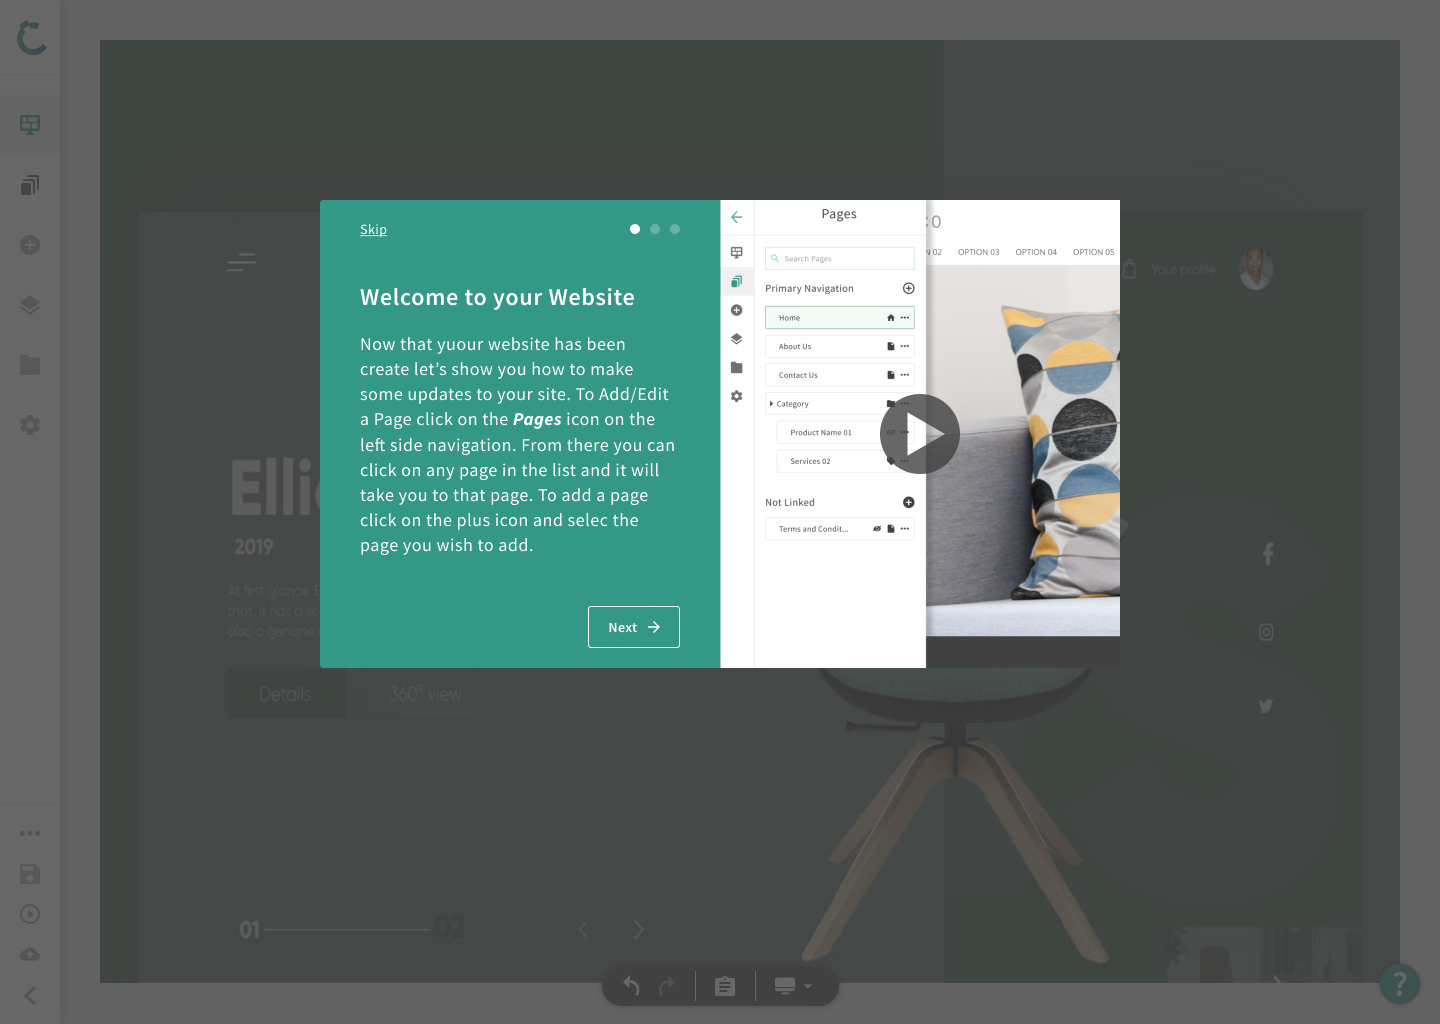 Skip
Welcome to your Website
Now that yuour website has been
create let’s show you how to make
some updates to your site. To Add/Edit
a Page click on the Pages icon on the
left side navigation. From there you can
click on any page in the list and it will
take you to that page. To add a page
click on the plus icon and selec the
page you wish to add.
Next
Pages
Search Pages
Primary Navigation
Home
About Us
Contact Us
Category
Product Name 01
Services 02
Not Linked
Terms and Condit...
02
OPTION 03
OPTION 04
OPTION 05
Your profile
2019
At first glance,
that, it has a
also a genuine
Details
360° view
01
02
?